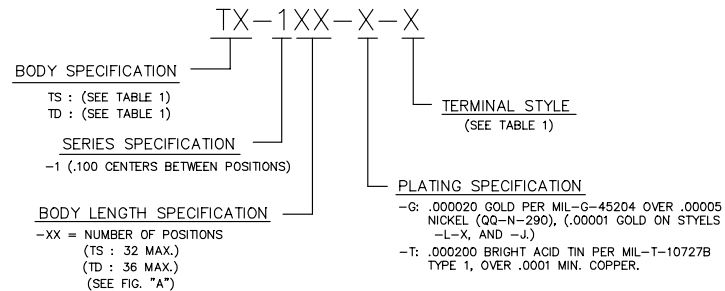 TX-1XX-X-X
BODY SPECIFICATION
TS : (SEE TABLE 1)
TD : (SEE TABLE 1)
TERMINAL STYLE
(SEE TABLE 1)
SERIES SPECIFICATION
-1 (.100 CENTERS BETWEEN POSITIONS)
PLATING SPECIFICATION
-G: .000020 GOLD PER MIL-G-45204 OVER .00005
NICKEL (QQ-N-290), (.00001 GOLD ON STYELS
-L-X, AND -J.)
-T: .000200 BRIGHT ACID TIN PER MIL-T-10727B
TYPE 1, OVER .0001 MIN. COPPER.
BODY LENGTH SPECIFICATION
-XX = NUMBER OF POSITIONS
(TS : 32 MAX.)
(TD : 36 MAX.)
(SEE FIG. "A")